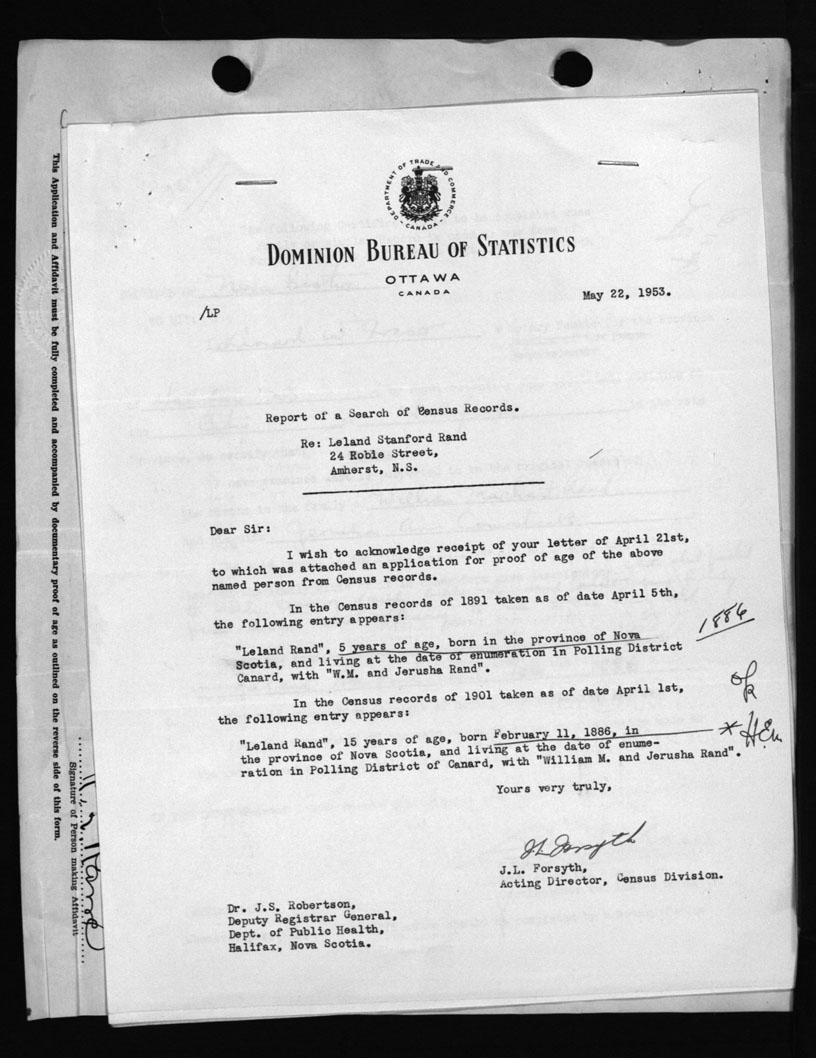 DEPARTMENT OF TRADE AND COMMERCE
CANADA
DOMINION BUREAU OF STATISTICS
OTTAWA
CANADA
May 22, 1953.
/LP
Report of a Search of Census Records.
Re: Leland Stanford Rand
24 Robie Street,
Amherst, N.S.
Dear Sir:
I wish to acknowledge receipt of your letter of April 21st,
to which was attached an application for proof of age of the above
named person from Census records.
In the Census records of 1891 taken as of date April 5th,
the following entry appears:
1886
"Leland Rand", 5 years of age, born in the province of Nova
Scotia, and living at the date of enumeration in Polling District
Canard, with "W.M. and Jerusha Rand".
ok
In the Census records of 1901 taken as of date April 1st,
the following entry appears:
"Leland Rand", 15 years of age, born February 11, 1886, in
the province of Nova Scotia, and living at the date of enume-
ration in Polling District of Canard, with "William M. and Jerusha Rand".
Yours very truly,
J.L. Forsyth
J.L. Forsyth,
Acting Director, Census Division.
Dr. J.S. Robertson,
Deputy Registrar General,
Dept. of Public Health,
Halifax, Nova Scotia.
This Application and Affidavit must be fully completed and accompanied by documentary proof of age as outlined on the reverse side of this form.
Signature of Person making Affidavit